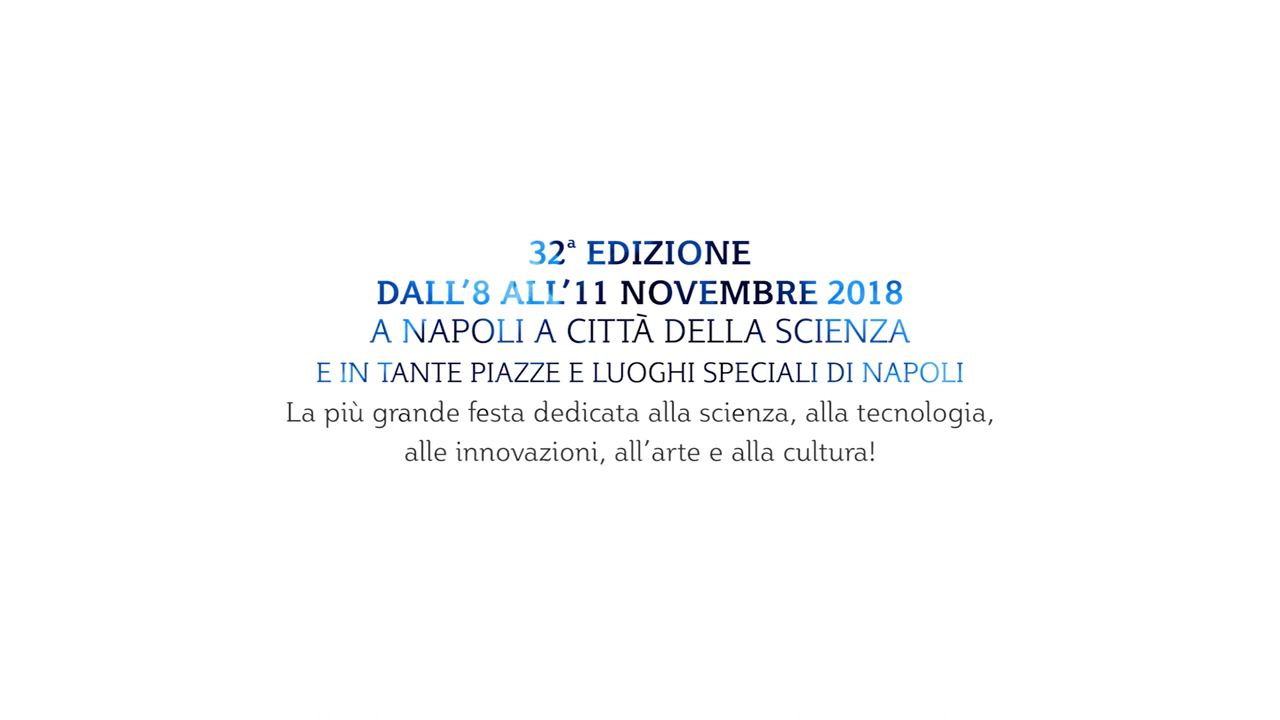 32ª EDIZIONE
DALL'8 ALL'11 NOVEMBRE 2018
A NAPOLI A CITTÀ DELLA SCIENZA
E IN TANTE PIAZZE E LUOGHI SPECIALI DI NAPOLI
La più grande festa dedicata alla scienza, alla tecnologia,
alle innovazioni, all'arte e alla cultura!